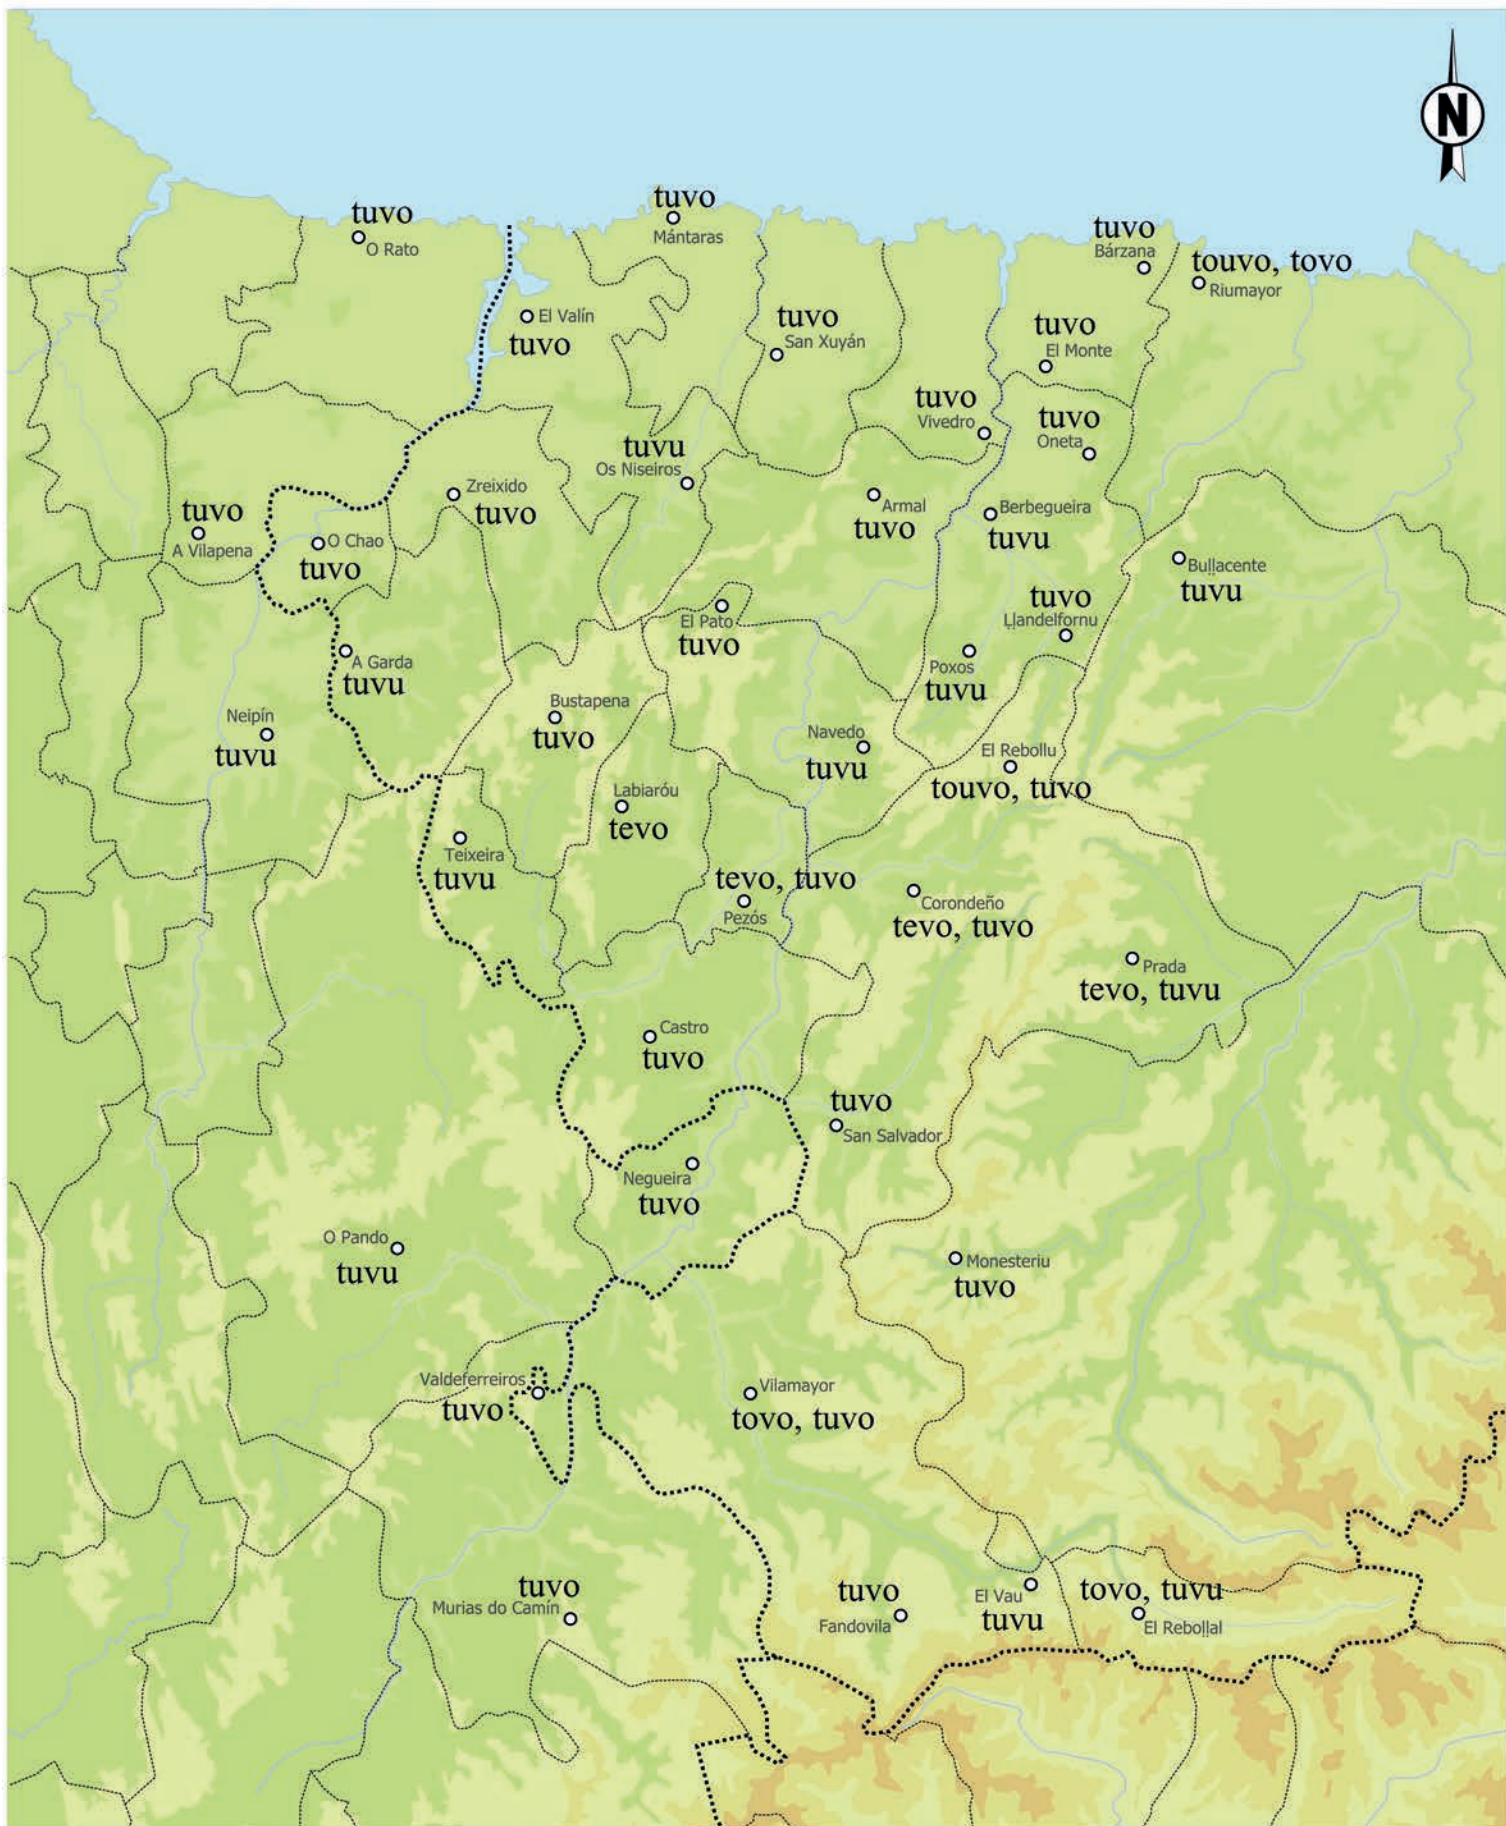 N
tuvo
O Rato
tuvo
Mántaras
tuvo
Bárzana
touvo, tovo
Riumayor
El Valín
tuvo
tuvo
San Xuyán
tuvo
El Monte
tuvo
Vivedro
tuvo
Oneta
tuvu
Os Niseiros
Zreixido
tuvo
Armal
tuvo
Berbegueira
tuvu
tuvo
A Vilapena
O Chao
tuvo
Buḷḷacente
tuvu
El Pato
tuvo
tuvo
Ḷḷandelfornu
A Garda
tuvu
Poxos
tuvu
Neipín
tuvu
Bustapena
tuvo
Navedo
tuvu
El Rebollu
touvo, tuvo
Labiaróu
tevo
Teixeira
tuvu
tevo, tuvo
Pezós
Corondeño
tevo, tuvo
Prada
tevo, tuvu
Castro
tuvo
tuvo
San Salvador
Negueira
tuvo
O Pando
tuvu
Monesteriu
tuvo
Valdeferreiros
tuvo
Vilamayor
tovo, tuvo
tuvo
Murias do Camín
tuvo
Fandovila
El Vau
tuvu
tovo, tuvu
El Reboḷḷal